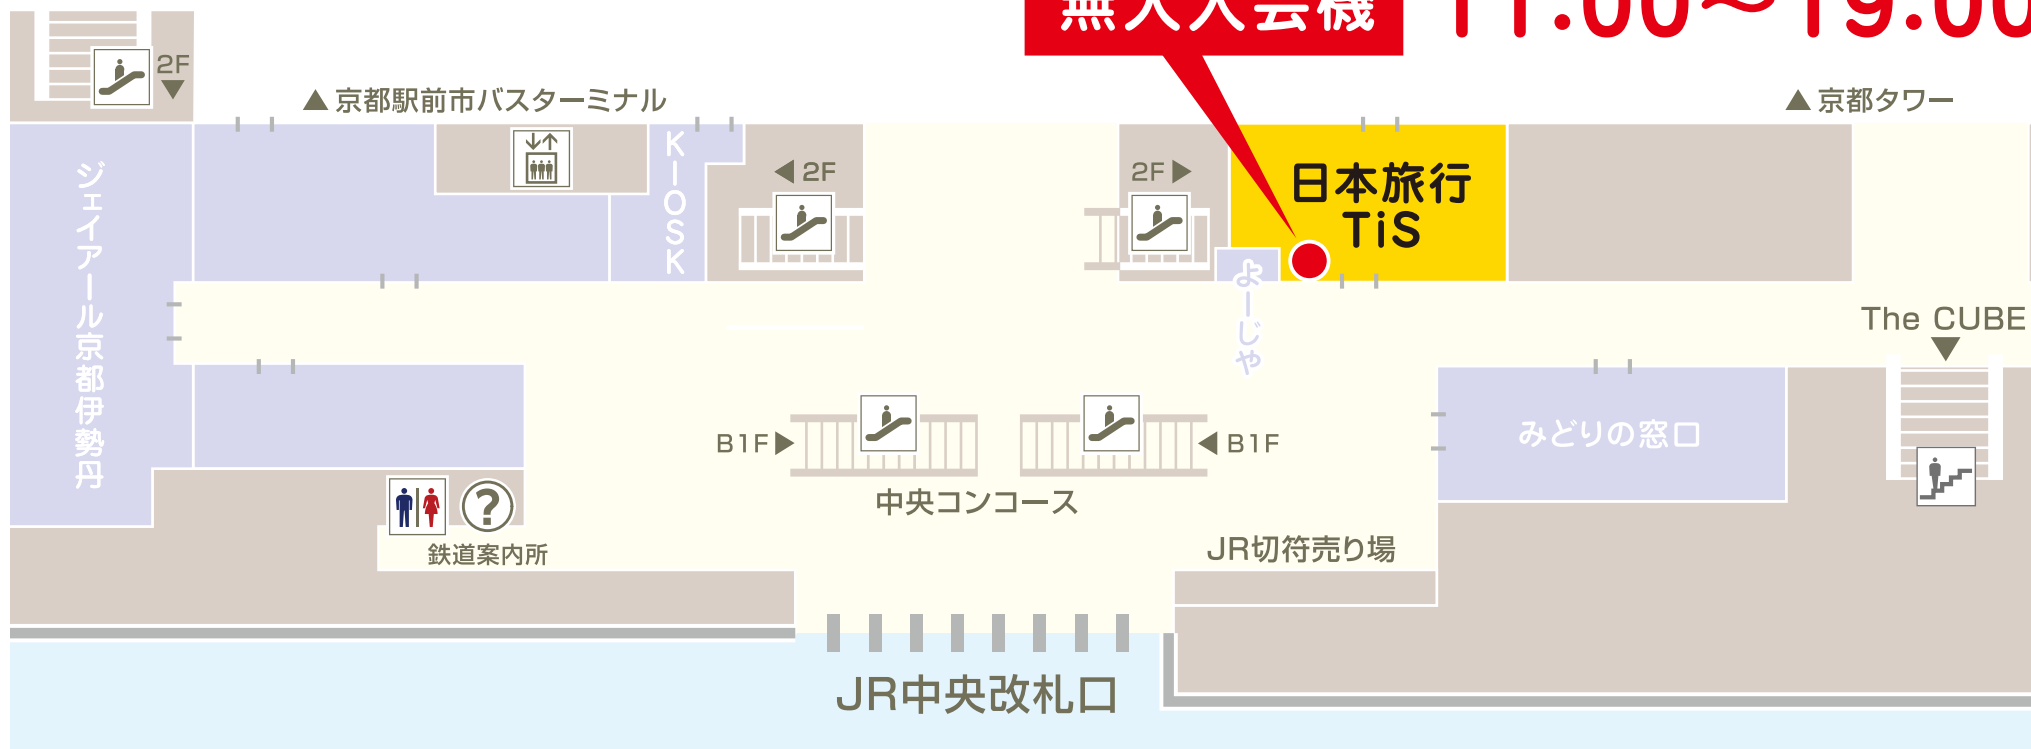 無人入会機
11:00〜19:00
2F
▲京都駅前市バスターミナル
▲京都タワー
ジェイアール京都伊勢丹
KIOSK
◀2F
2F▶
日本旅行
TiS
よーじや
The CUBE
B1F▶
◀B1F
みどりの窓口
中央コンコース
?
鉄道案内所
JR切符売り場
JR中央改札口